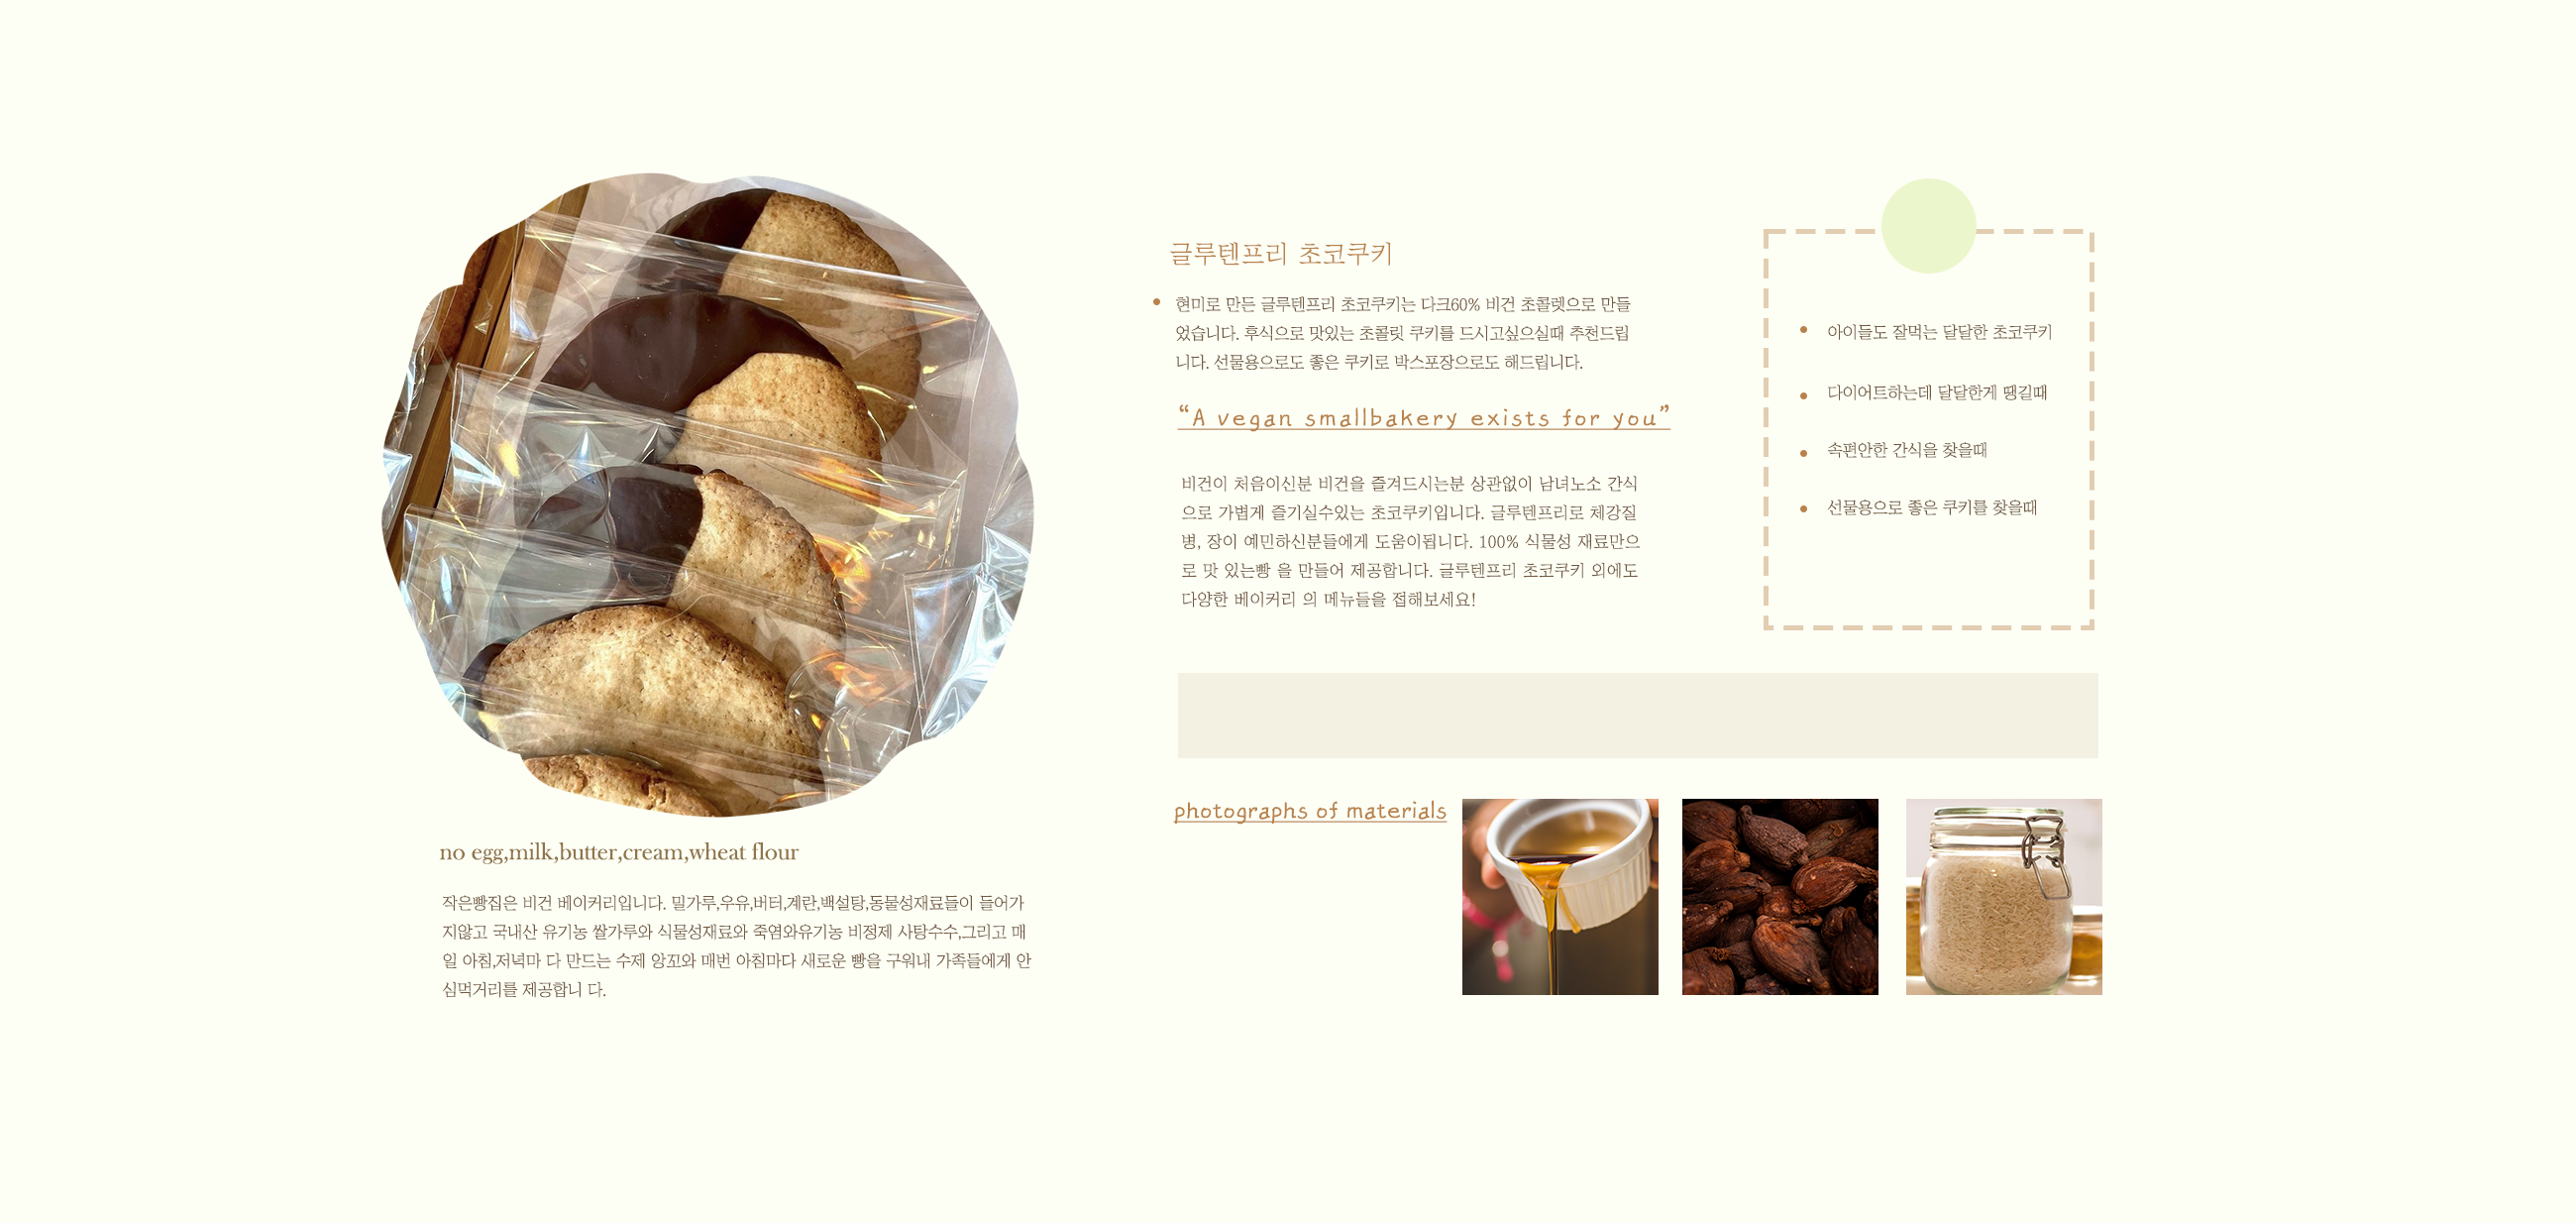 글루텐프리 초코쿠키
현미로 만든 글루텐프리 초코쿠키는 다크60% 비건 초콜렛으로 만들
었습니다. 후식으로 맛있는 초콜릿 쿠키를 드시고싶으실때 추천드립
니다. 선물용으로도 좋은 쿠키로 박스포장으로도 해드립니다.
“A vegan smallbakery exists for you”
비건이 처음이신분 비건을 즐겨드시는분 상관없이 남녀노소 간식
으로 가볍게 즐기실수있는 초코쿠키입니다. 글루텐프리로 체강질
병, 장이 예민하신분들에게 도움이됩니다. 100% 식물성 재료만으
로 맛 있는빵 을 만들어 제공합니다. 글루텐프리 초코쿠키 외에도
다양한 베이커리 의 메뉴들을 접해보세요!
아이들도 잘먹는 달달한 초코쿠키
다이어트하는데 달달한게 땡길때
속편안한 간식을 찾을때
선물용으로 좋은 쿠키를 찾을때
photographs of materials
no egg,milk,butter,cream,wheat flour
작은빵집은 비건 베이커리입니다. 밀가루,우유,버터,계란,백설탕,동물성재료들이 들어가
지않고 국내산 유기농 쌀가루와 식물성재료와 죽염와유기농 비정제 사탕수수,그리고 매
일 아침,저녁마 다 만드는 수제 앙꼬와 매번 아침마다 새로운 빵을 구워내 가족들에게 안
심먹거리를 제공합니 다.